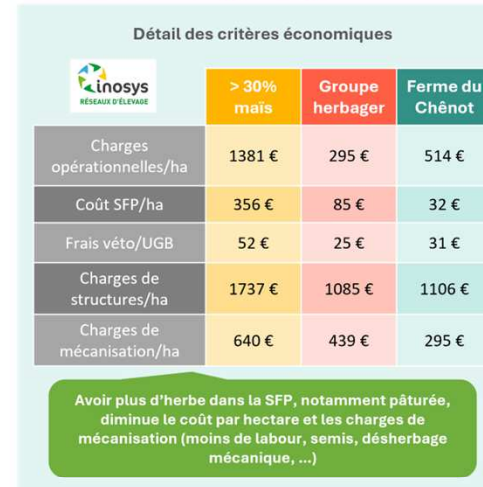 Détail des critères économiques
inosys
RÉSEAUX D'ÉLEVAGE
> 30% maïs
Groupe herbager
Ferme du Chênot
Charges opérationnelles/ha 1381 € 295 € 514 €
Coût SFP/ha 356 € 85 € 32 €
Frais véto/UGB 52 € 25 € 31 €
Charges de structures/ha 1737 € 1085 € 1106 €
Charges de mécanisation/ha 640 € 439 € 295 €
Avoir plus d'herbe dans la SFP, notamment pâturée,
diminue le coût par hectare et les charges de
mécanisation (moins de labour, semis, désherbage
mécanique, ...)